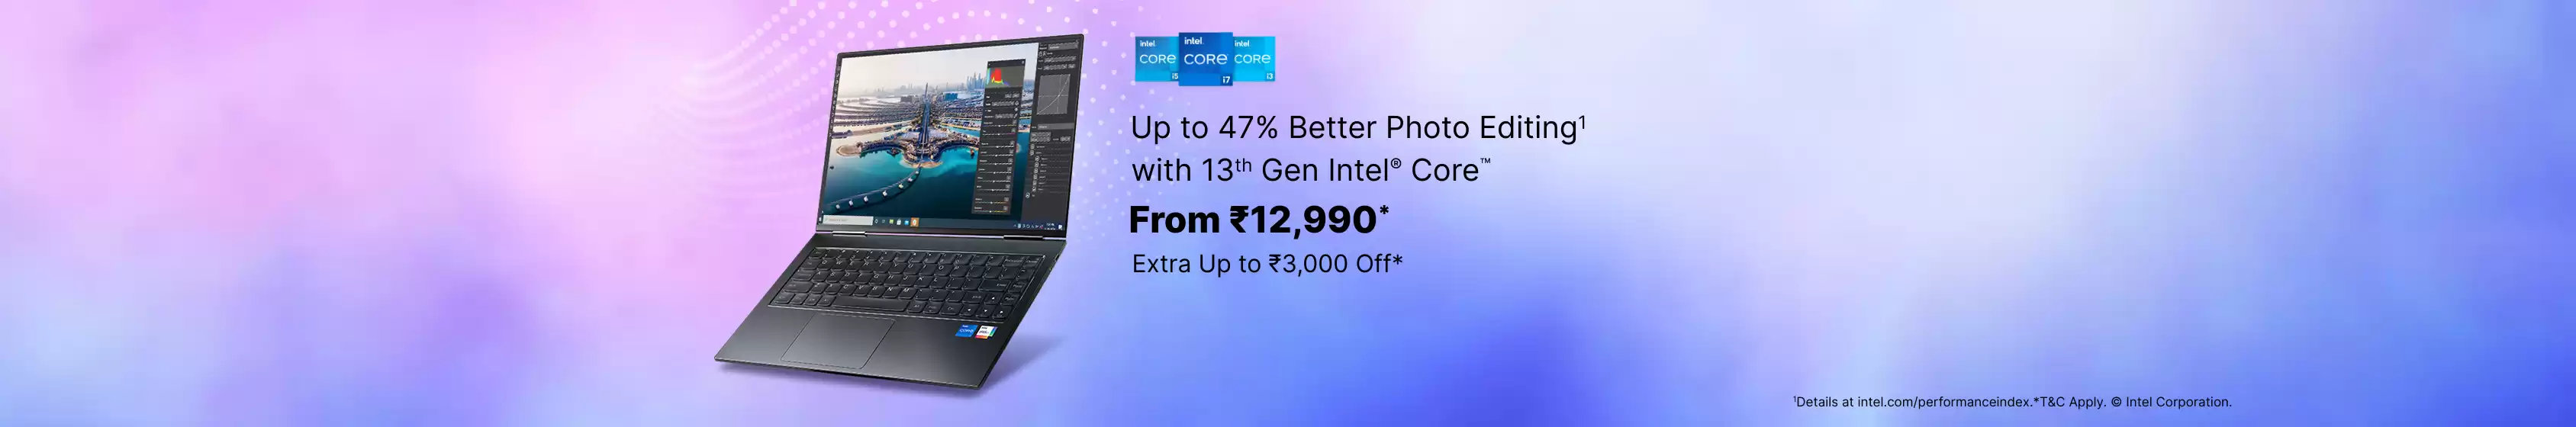 intel.
CORE
i5
intel.
CORE
i7
intel
CORE
i3
Up to 47% Better Photo Editing¹
with 13th Gen Intel® Core™
From ₹12,990*
Extra Up to ₹3,000 Off*
¹Details at intel.com/performanceindex.*T&C Apply. © Intel Corporation.